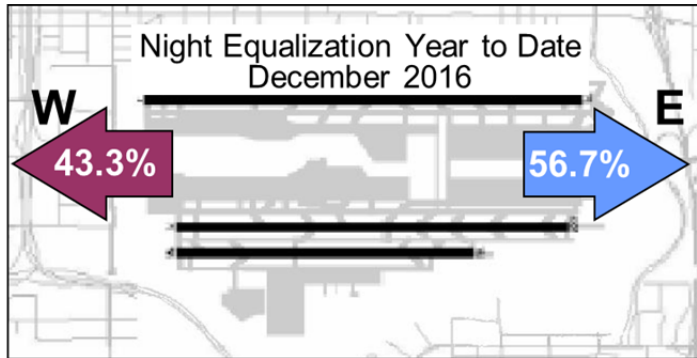 Night Equalization Year to Date
December 2016
W
E
43.3%
56.7%